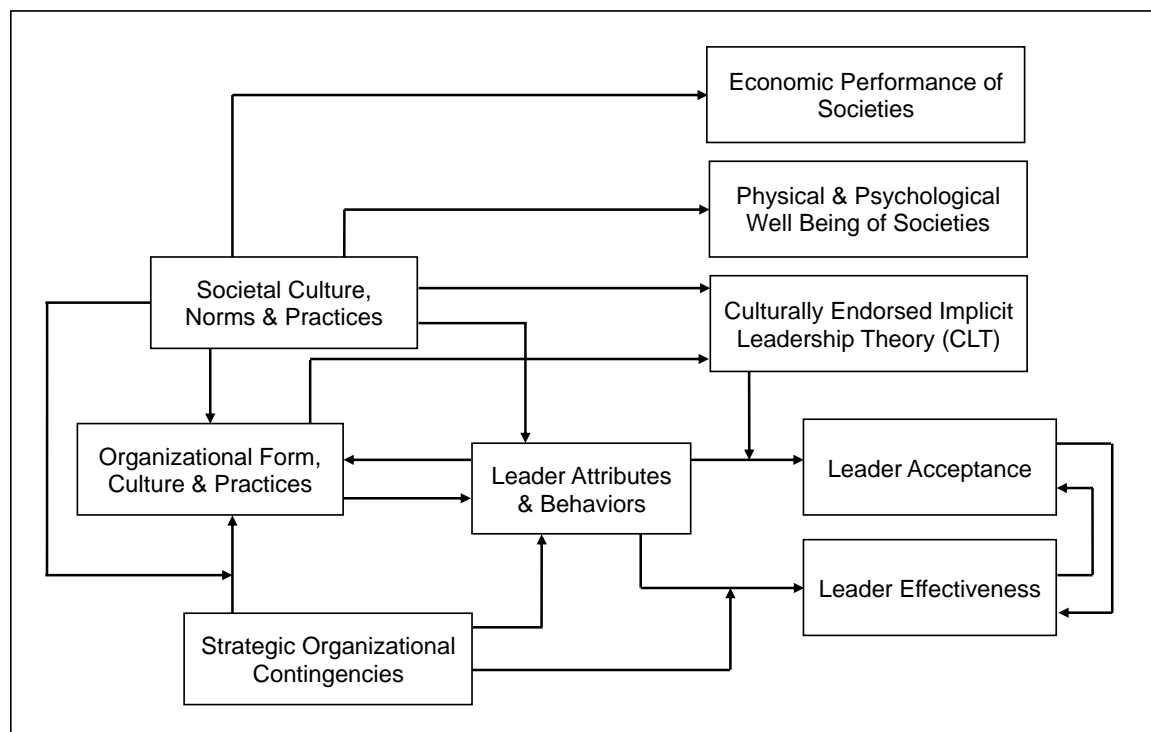 Economic Performance of
Societies
Physical & Psychological
Well Being of Societies
Societal Culture,
Norms & Practices
Culturally Endorsed Implicit
Leadership Theory (CLT)
Organizational Form,
Culture & Practices
Leader Attributes
& Behaviors
Leader Acceptance
Leader Effectiveness
Strategic Organizational
Contingencies